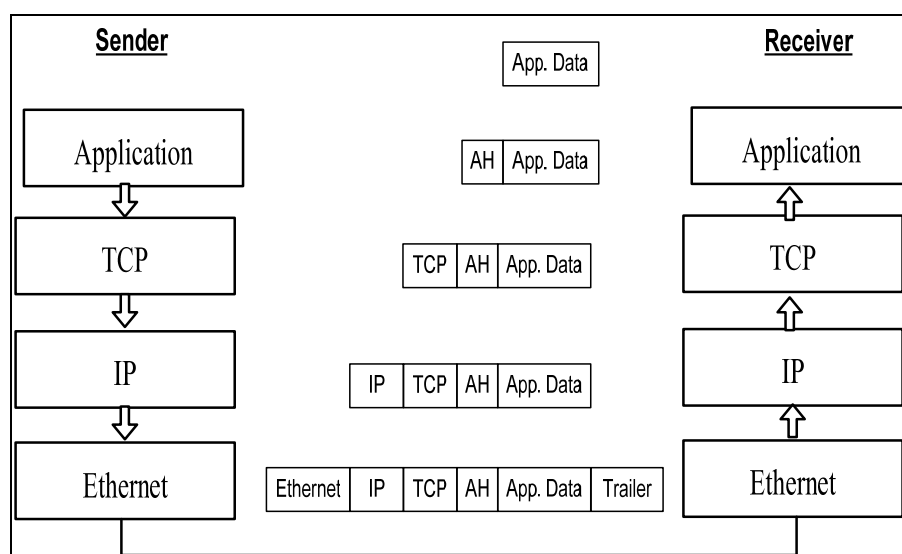 Sender
Receiver
App. Data
Application
AH App. Data
Application
TCP
TCP AH App. Data
TCP
IP
IP TCP AH App. Data
IP
Ethernet
Ethernet IP TCP AH App. Data Trailer
Ethernet